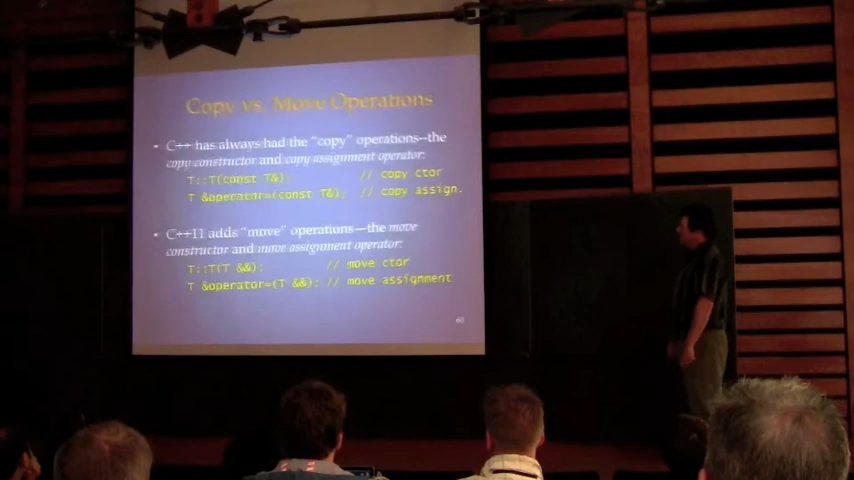 Copy vs. Move Operations
• C++ has always had the “copy” operations--the
copy constructor and copy assignment operator:
T::T(const T&); // copy ctor
T &operator=(const T&); // copy assign.
• C++11 adds “move” operations—the move
constructor and move assignment operator:
T::T(T &&); // move ctor
T &operator=(T &&); // move assignment
60